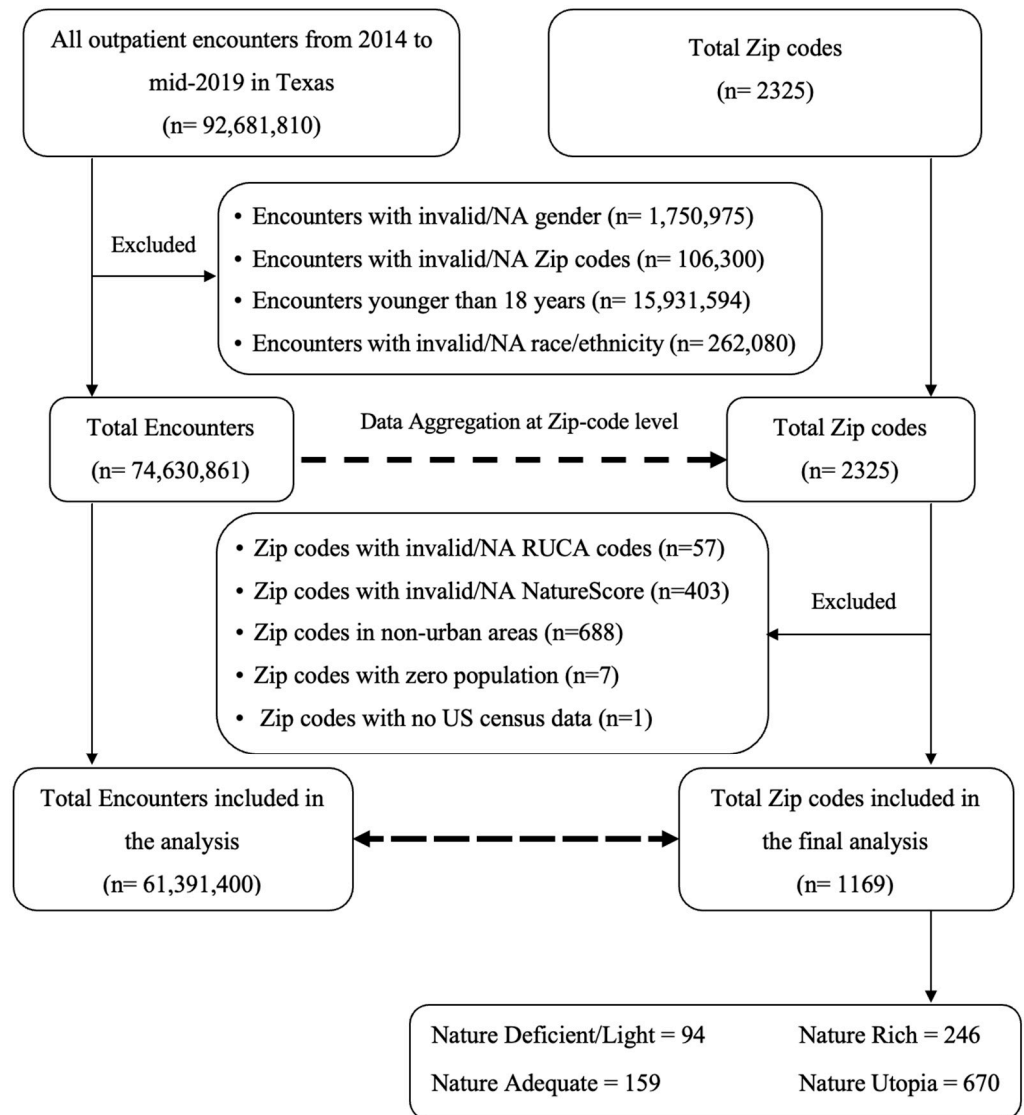 All outpatient encounters from 2014 to
mid-2019 in Texas
(n= 92,681,810)
Total Zip codes
(n= 2325)
Excluded
• Encounters with invalid/NA gender (n= 1,750,975)
• Encounters with invalid/NA Zip codes (n= 106,300)
• Encounters younger than 18 years (n= 15,931,594)
• Encounters with invalid/NA race/ethnicity (n= 262,080)
Total Encounters
(n= 74,630,861)
Data Aggregation at Zip-code level
Total Zip codes
(n= 2325)
• Zip codes with invalid/NA RUCA codes (n=57)
• Zip codes with invalid/NA NatureScore (n=403)
• Zip codes in non-urban areas (n=688)
• Zip codes with zero population (n=7)
• Zip codes with no US census data (n=1)
Excluded
Total Encounters included in
the analysis
(n= 61,391,400)
Total Zip codes included in
the final analysis
(n= 1169)
Nature Deficient/Light = 94
Nature Rich = 246
Nature Adequate = 159
Nature Utopia = 670